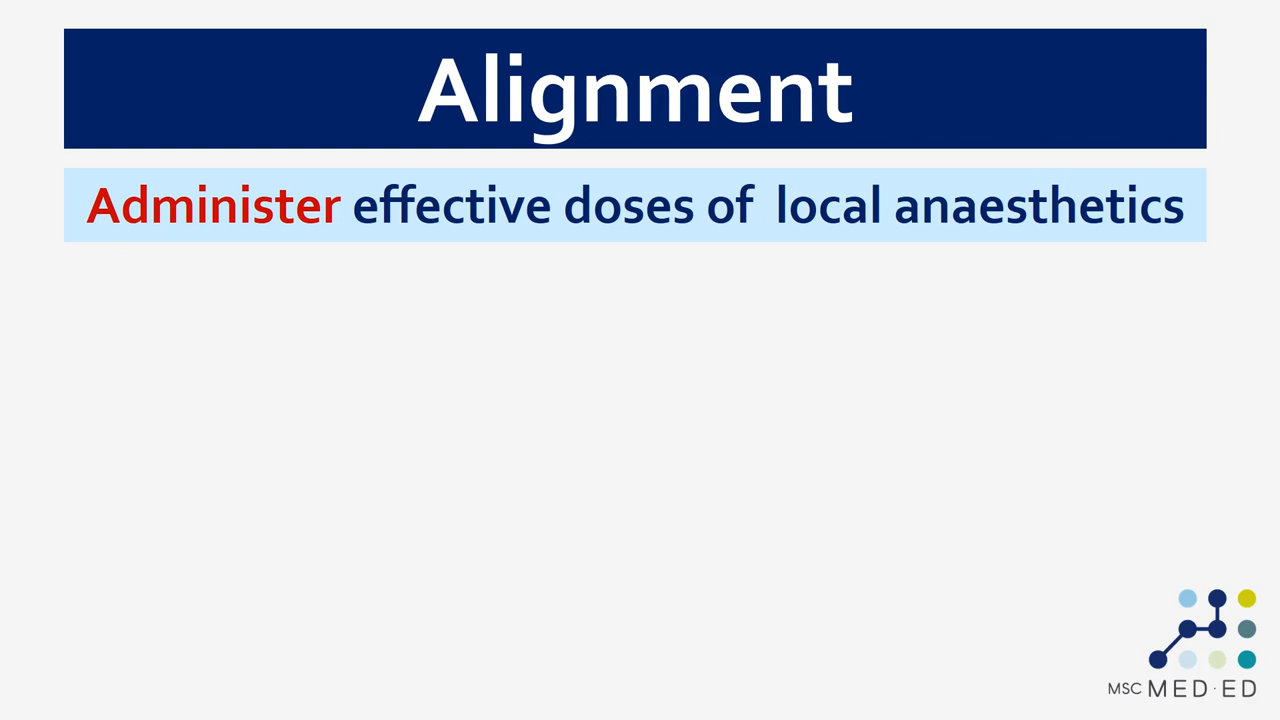 Alignment
Administer effective doses of  local anaesthetics
MSC MED·ED